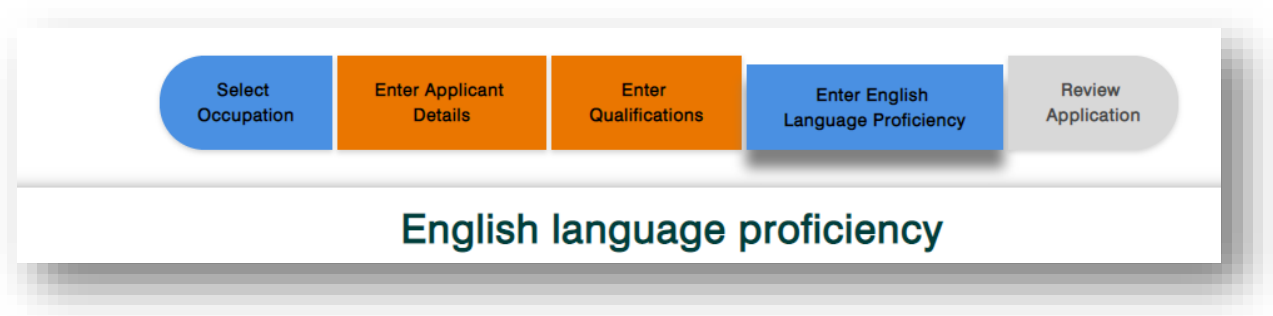 Select
Occupation
Enter Applicant
Details
Enter
Qualifications
Enter English
Language Proficiency
Review
Application
English language proficiency